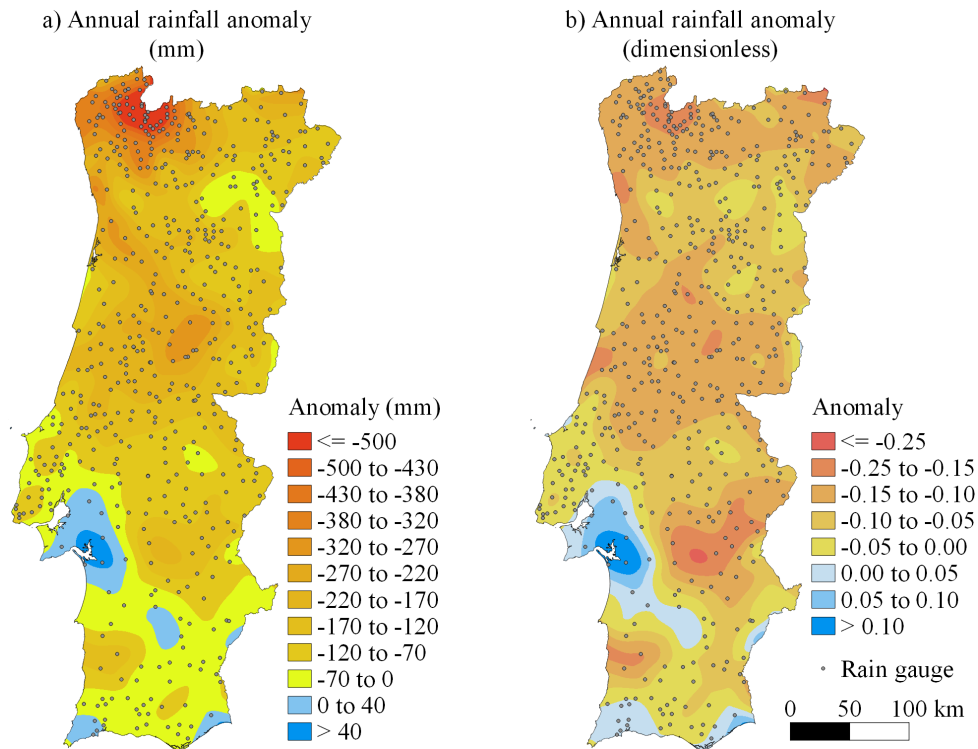 a) Annual rainfall anomaly
(mm)
b) Annual rainfall anomaly
(dimensionless)
Anomaly (mm)
<= -500
-500 to -430
-430 to -380
-380 to -320
-320 to -270
-270 to -220
-220 to -170
-170 to -120
-120 to -70
-70 to 0
0 to 40
> 40
Anomaly
<= -0.25
-0.25 to -0.15
-0.15 to -0.10
-0.10 to -0.05
-0.05 to 0.00
0.00 to 0.05
0.05 to 0.10
> 0.10
Rain gauge
0 50 100 km